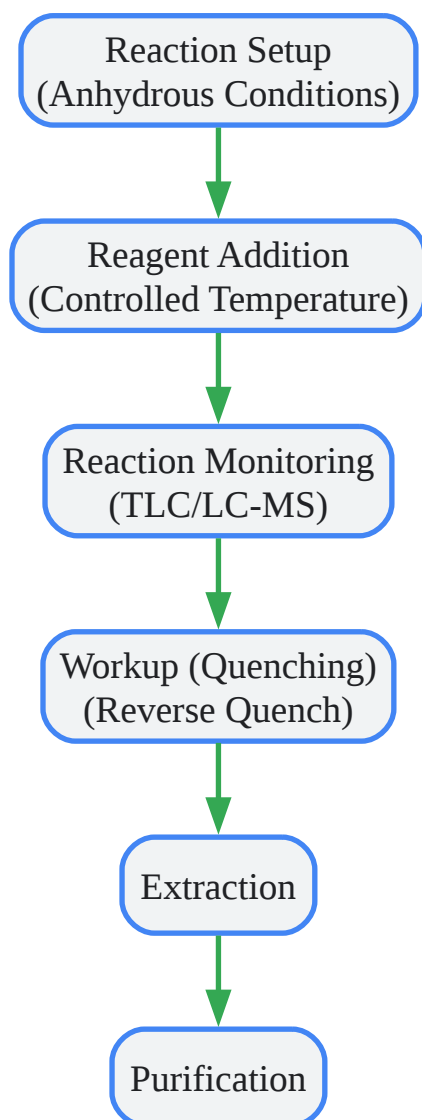 Reaction Setup
(Anhydrous Conditions)
Reagent Addition
(Controlled Temperature)
Reaction Monitoring
(TLC/LC-MS)
Workup (Quenching)
(Reverse Quench)
Extraction
Purification